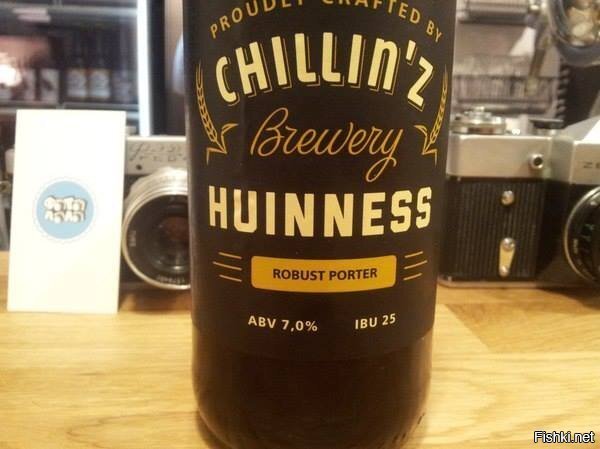 PROUDLY CRAFTED BY
CHILLIN'Z
Brewery
HUINNESS
ROBUST PORTER
ABV 7,0% IBU 25
Fishki.net